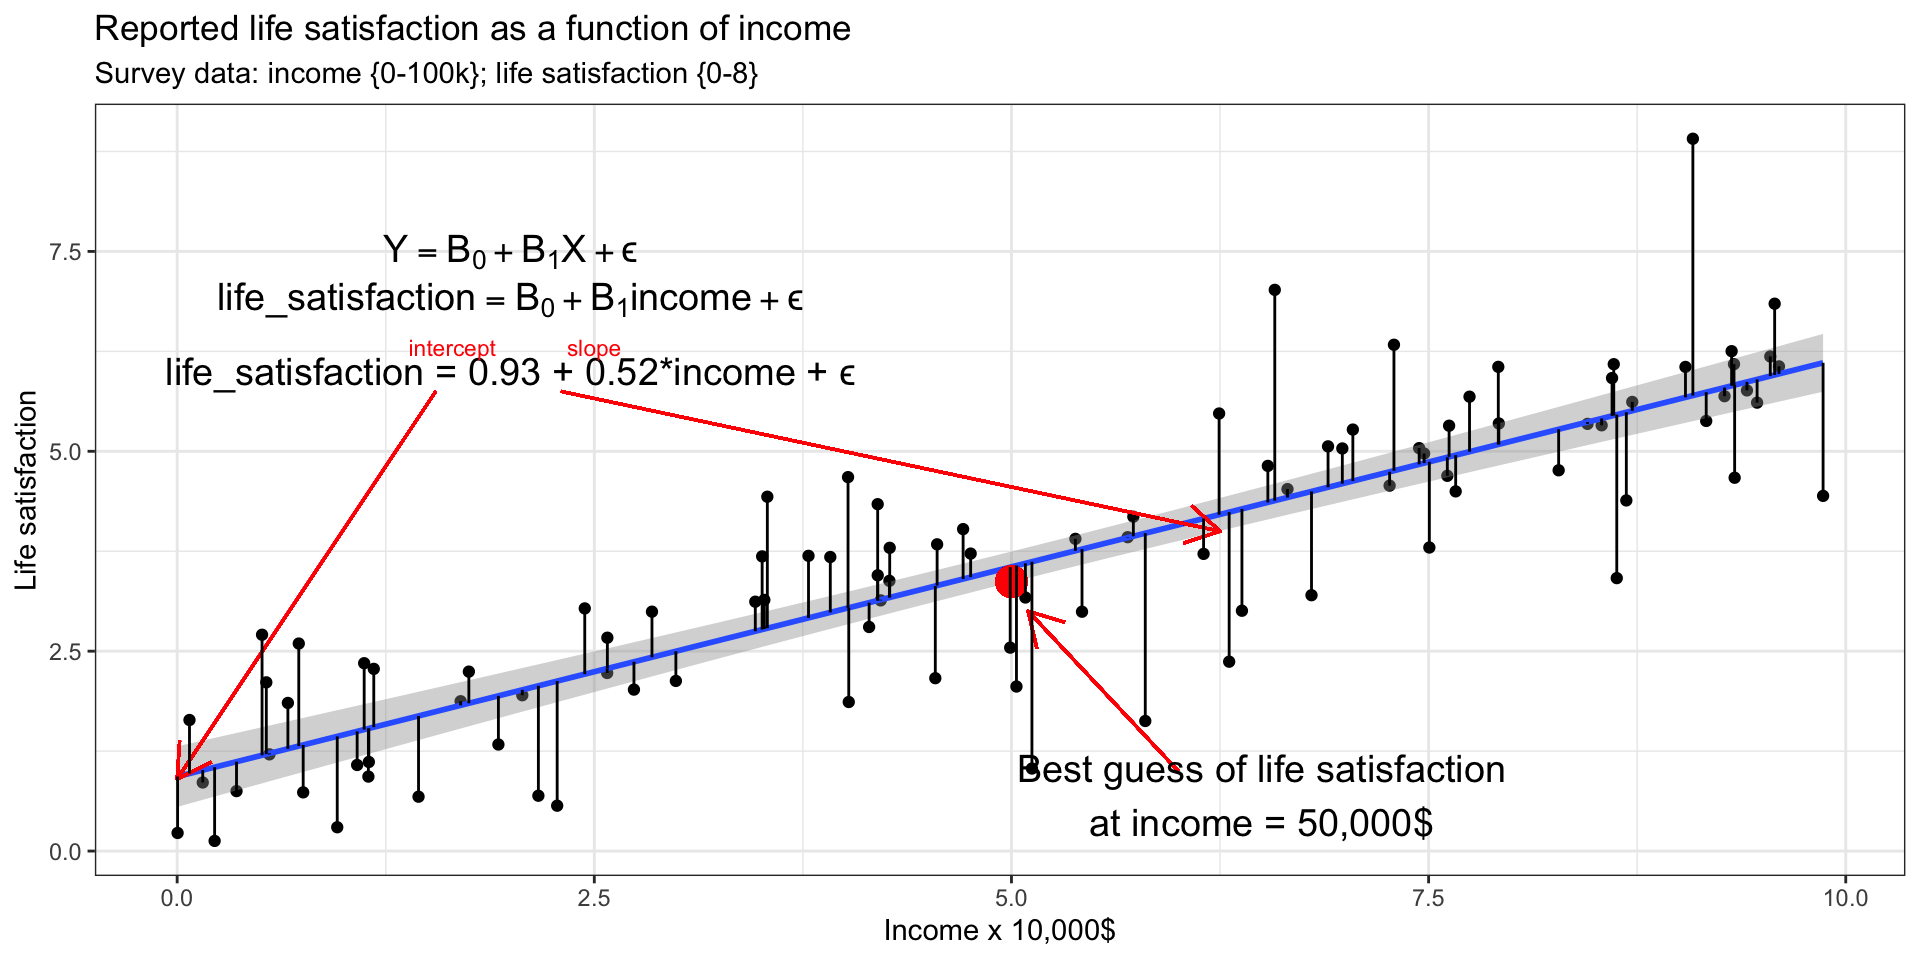 Reported life satisfaction as a function of income
Survey data: income {0-100k}; life satisfaction {0-8}
Y = B₀ + B₁X + ϵ
life_satisfaction = B₀ + B₁income + ϵ
intercept slope
life_satisfaction = 0.93 + 0.52*income + ϵ
Best guess of life satisfaction
at income = 50,000$
Life satisfaction
7.5
5.0
2.5
0.0
0.0 2.5 5.0 7.5 10.0
Income x 10,000$